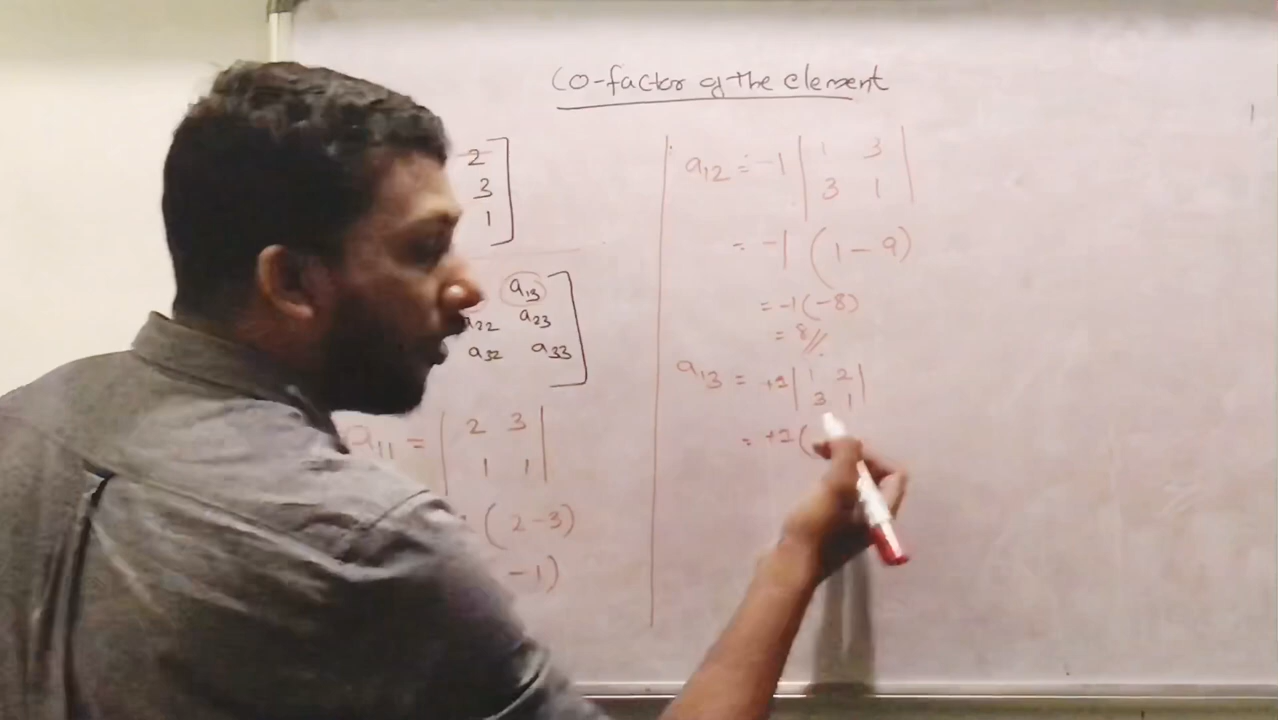 Co-factor of the element
2
3
1
a13
a22 a23
a32 a33
a11 = | 2 3 |
| 1 1 |
( 2 - 3 )
- 1 )
a12 = -1 | 1 3 |
| 3 1 |
= -1 ( 1 - 9 )
= -1 ( -8 )
= 8 //
a13 = +1 | 1 2 |
| 3 1 |
= +1 (